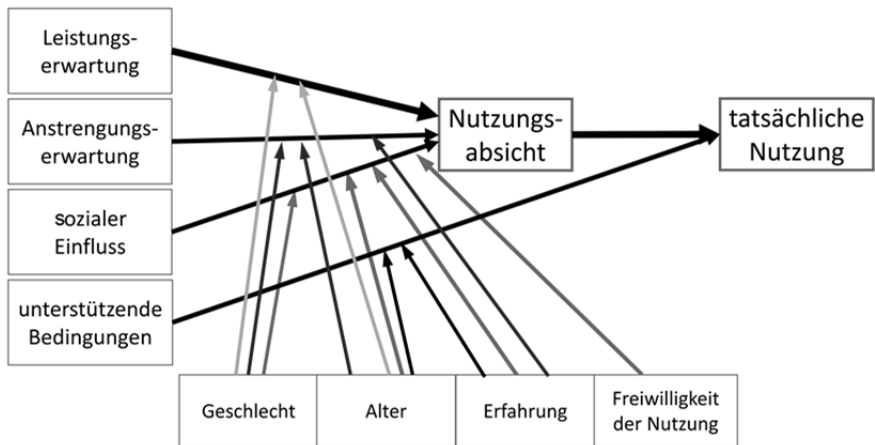 Leistungs-
erwartung
Anstrengungs-
erwartung
sozialer
Einfluss
unterstützende
Bedingungen
Nutzungs-
absicht
tatsächliche
Nutzung
Geschlecht
Alter
Erfahrung
Freiwilligkeit
der Nutzung